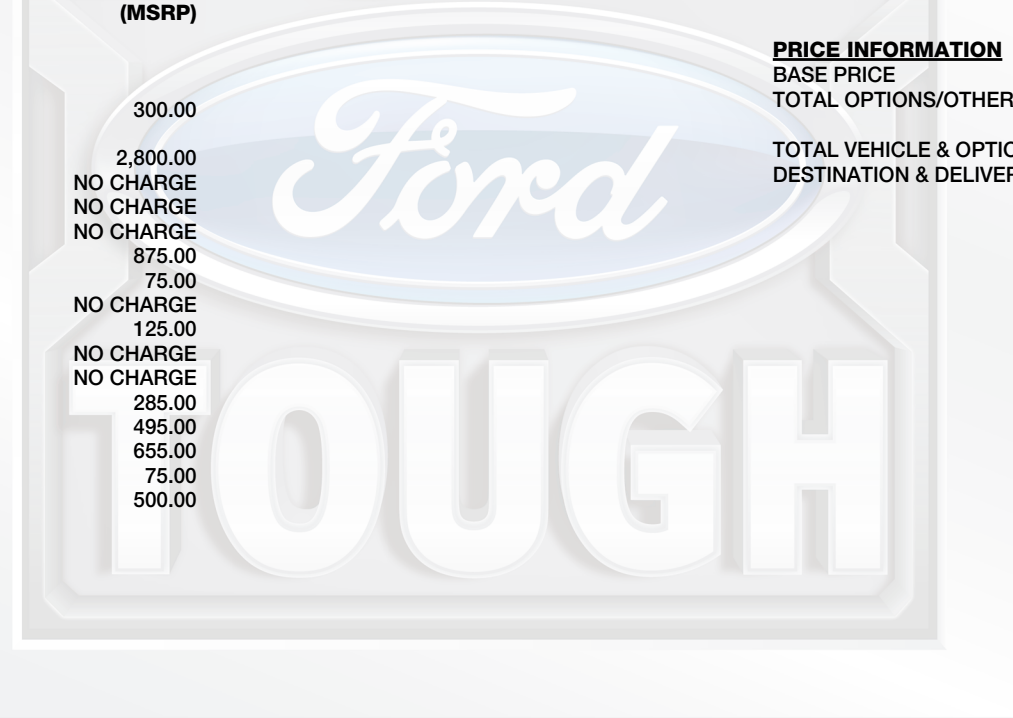 (MSRP)
300.00
2,800.00
NO CHARGE
NO CHARGE
NO CHARGE
875.00
75.00
NO CHARGE
125.00
NO CHARGE
NO CHARGE
285.00
495.00
655.00
75.00
500.00
PRICE INFORMATION
BASE PRICE
TOTAL OPTIONS/OTHER
TOTAL VEHICLE & OPTIO
DESTINATION & DELIVER
Ford
TOUGH